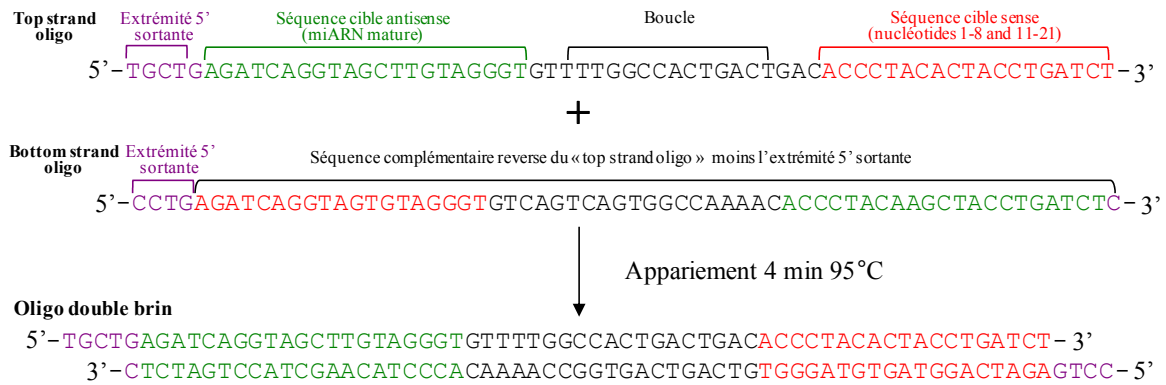 Top strand oligo
Extrémité 5’ sortante
Séquence cible antisense
(miARN mature)
Boucle
Séquence cible sense
(nucléotides 1-8 and 11-21)
5’-TGCTGAGATCAGGTAGCTTGTAGGGTGTTTTGGCCACTGACTGACACCCTACACTACCTGATCT-3’
+
Bottom strand oligo
Extrémité 5’ sortante
Séquence complémentaire reverse du « top strand oligo » moins l’extrémité 5’ sortante
5’-CCTGAGATCAGGTAGTGTAGGGTGTCAGTCAGTGGCCAAAACACCCTACAAGCTACCTGATCTC-3’
Appariement 4 min 95°C
Oligo double brin
5’-TGCTGAGATCAGGTAGCTTGTAGGGTGTTTTGGCCACTGACTGACACCCTACACTACCTGATCT-3’
3’-CTCTAGTCCATCGAACATCCCACAAAACCGGTGACTGACTGTGGGATGTGATGGACTAGAGTCC-5’